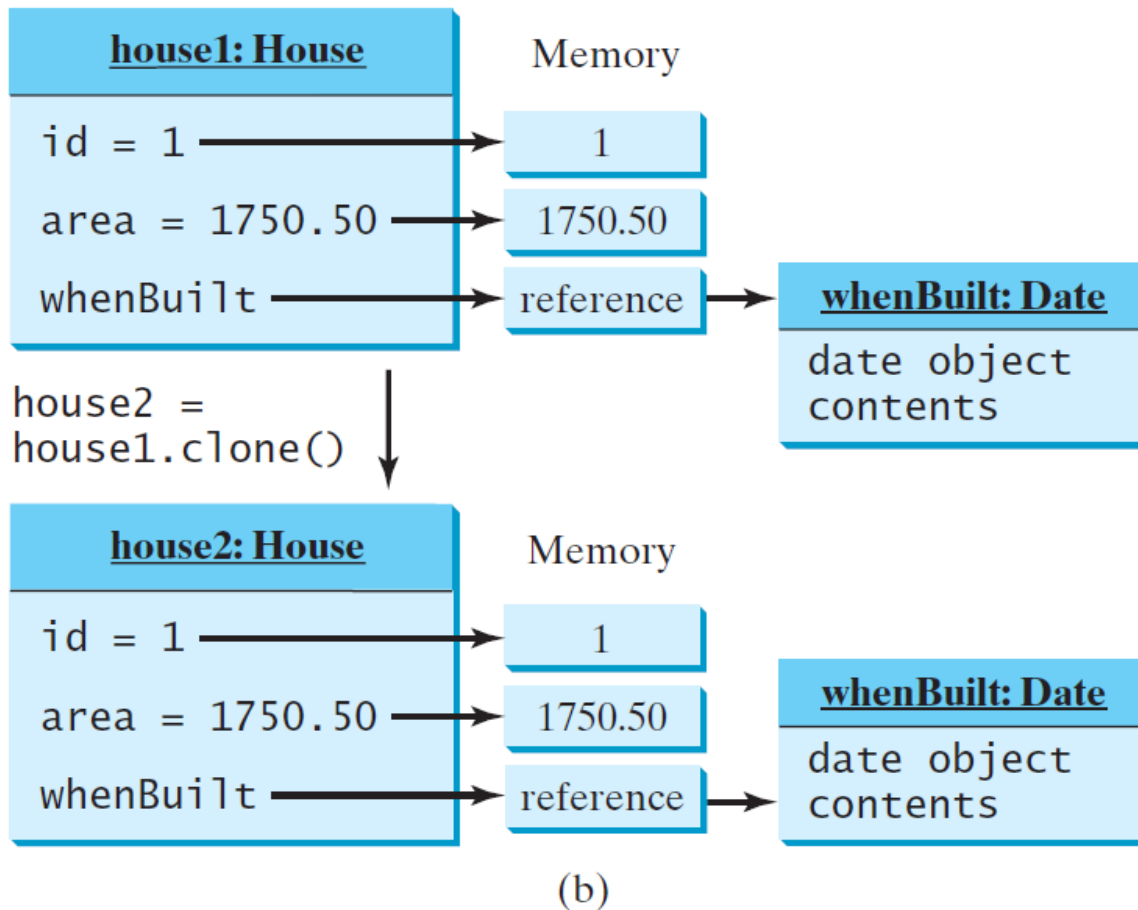 house1: House
Memory
id = 1
1
area = 1750.50
1750.50
whenBuilt
reference
whenBuilt: Date
date object
contents
house2 =
house1.clone()
house2: House
Memory
id = 1
1
area = 1750.50
1750.50
whenBuilt
reference
whenBuilt: Date
date object
contents
(b)